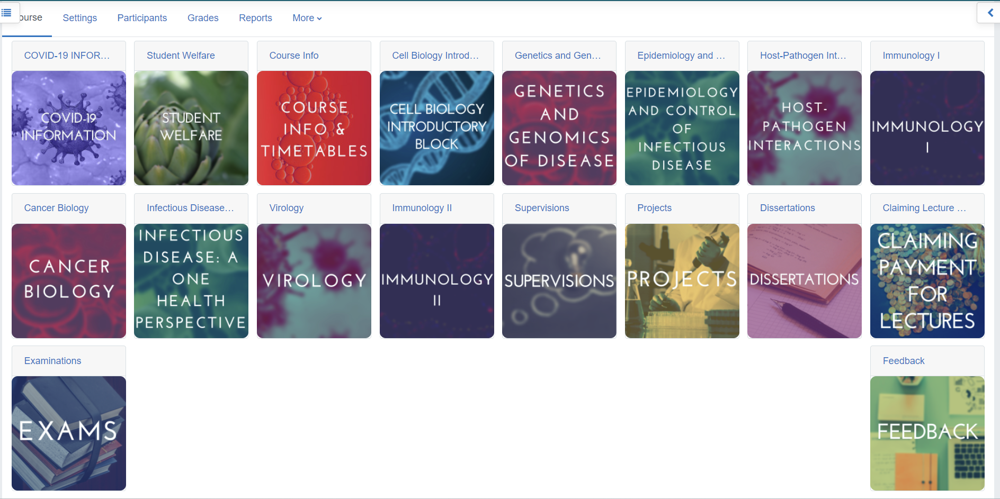 ourse Settings Participants Grades Reports More
COVID-19 INFOR... Student Welfare Course Info Cell Biology Introd... Genetics and Gen... Epidemiology and ... Host-Pathogen Int... Immunology I
COVID-19
INFORMATION
STUDENT
WELFARE
COURSE
INFO &
TIMETABLES
CELL BIOLOGY
INTRODUCTORY
BLOCK
GENETICS
AND
GENOMICS
OF DISEASE
EPIDEMIOLOGY
AND CONTROL
OF
INFECTIOUS
DISEASE
HOST-
PATHOGEN
INTERACTIONS
IMMUNOLOGY
I
Cancer Biology Infectious Disease... Virology Immunology II Supervisions Projects Dissertations Claiming Lecture ...
CANCER
BIOLOGY
INFECTIOUS
DISEASE: A
ONE
HEALTH
PERSPECTIVE
VIROLOGY
IMMUNOLOGY
II
SUPERVISIONS
PROJECTS
DISSERTATIONS
CLAIMING
PAYMENT
FOR
LECTURES
Examinations Feedback
EXAMS
FEEDBACK